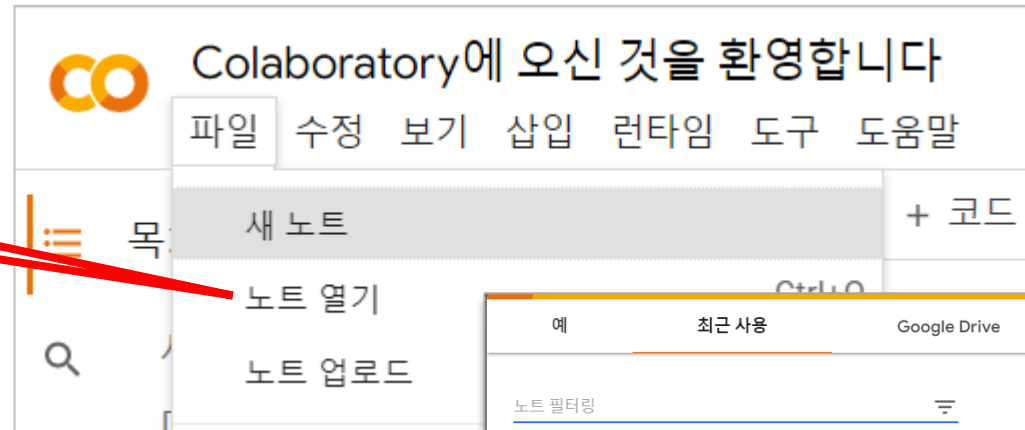 Colaboratory에 오신 것을 환영합니다
파일 수정 보기 삽입 런타임 도구 도움말
새 노트
+ 코드
노트 열기
노트 업로드
예 최근 사용 Google Drive
노트 필터링